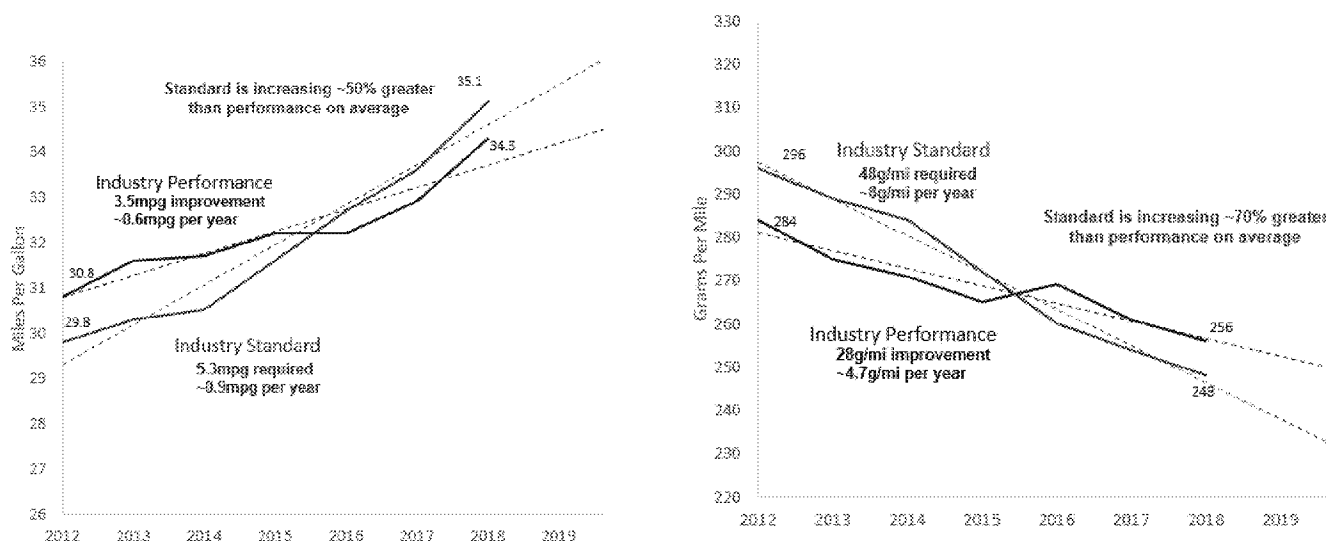 36
35
34
33
32
31
30
29
28
27
26
Miles Per Gallon
Standard is increasing ~50% greater
than performance on average
35.1
34.3
Industry Performance
3.5mpg improvement
~0.6mpg per year
30.8
29.8
Industry Standard
5.3mpg required
~0.9mpg per year
2012 2013 2014 2015 2016 2017 2018 2019
330
320
310
300
290
280
270
260
250
240
230
220
Grams Per Mile
296
Industry Standard
48g/mi required
~8g/mi per year
284
Standard is increasing ~70% greater
than performance on average
Industry Performance
28g/mi improvement
~4.7g/mi per year
256
248
2012 2013 2014 2015 2016 2017 2018 2019